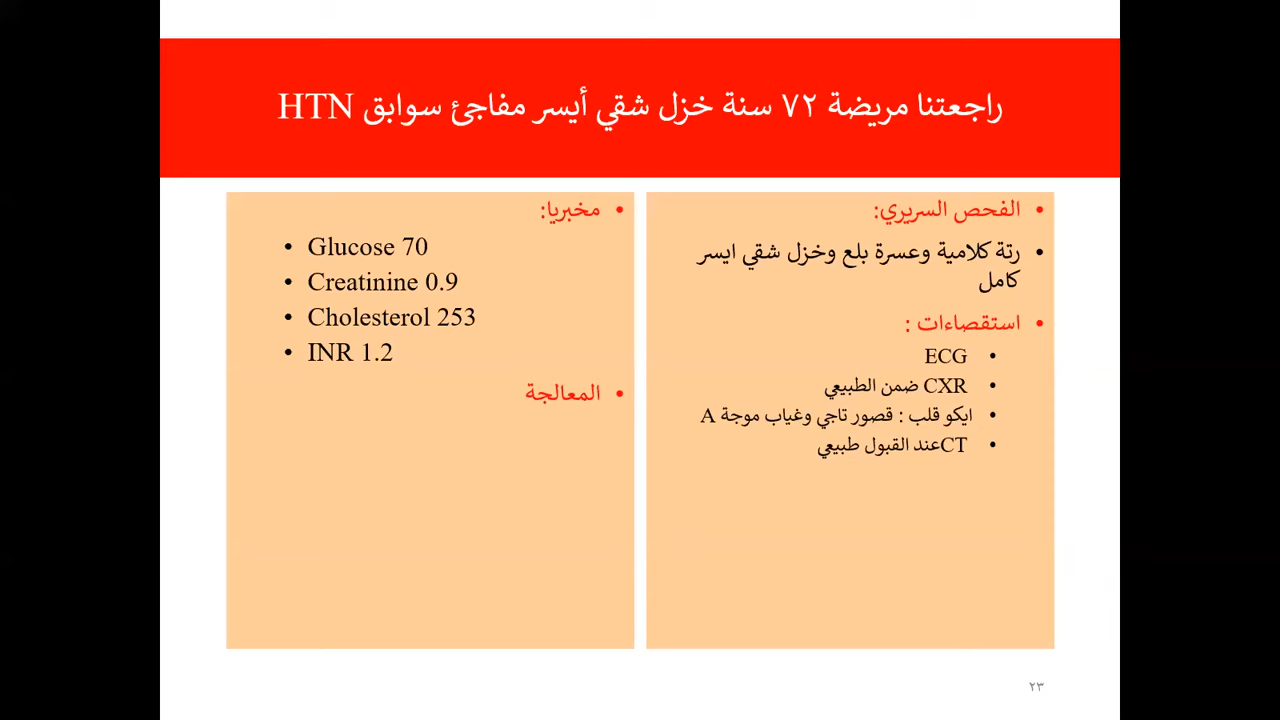 راجعتنا مريضة ٧٢ سنة خزل شقي أيسر مفاجئ سوابق HTN
• الفحص السريري:
• رتة كلامية وعسرة بلع وخزل شقي ايسر
كامل
• استقصاءات :
• ECG
• CXR ضمن الطبيعي
• ايكو قلب : قصور تاجي وغياب موجة A
• CTعند القبول طبيعي
• مخبريا:
• Glucose 70
• Creatinine 0.9
• Cholesterol 253
• INR 1.2
• المعالجة
٢٣